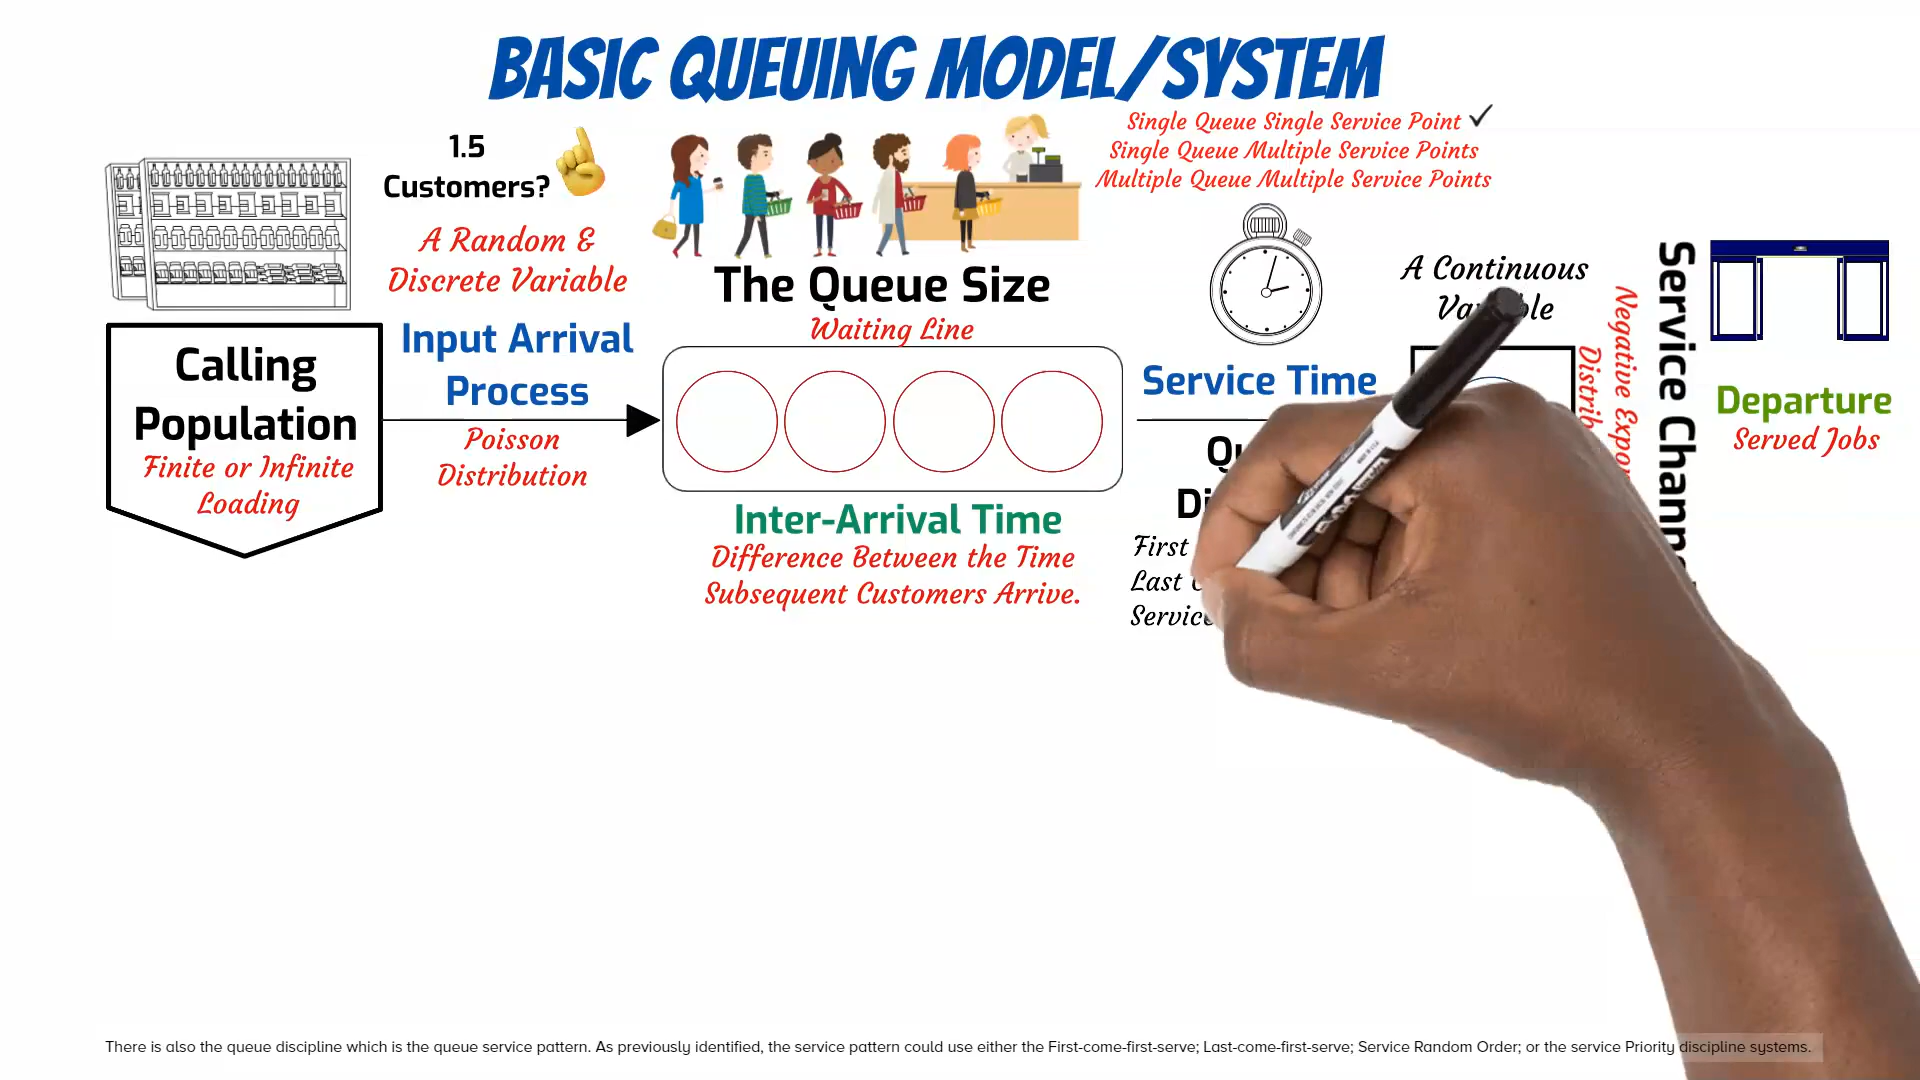 BASIC QUEUING MODEL/SYSTEM
1.5
Customers?
A Random &
Discrete Variable
Input Arrival
Process
Poisson
Distribution
Calling
Population
Finite or Infinite
Loading
The Queue Size
Waiting Line
Inter-Arrival Time
Difference Between the Time
Subsequent Customers Arrive.
Single Queue Single Service Point ✓
Single Queue Multiple Service Points
Multiple Queue Multiple Service Points
A Continuous
Service Time
First
Last
Service
Negative
Service
Departure
Served Jobs
There is also the queue discipline which is the queue service pattern. As previously identified, the service pattern could use either the First-come-first-serve; Last-come-first-serve; Service Random Order; or the service Priority discipline systems.